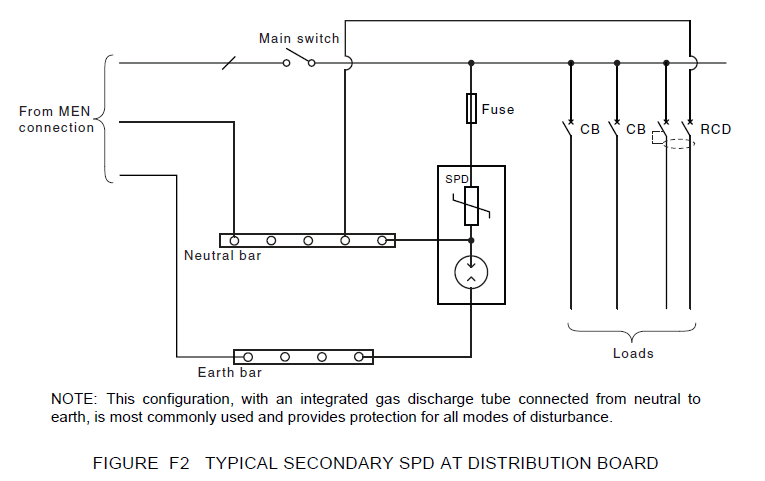 Main switch
From MEN
connection
Fuse
CB
CB
RCD
SPD
Neutral bar
Loads
Earth bar
NOTE: This configuration, with an integrated gas discharge tube connected from neutral to
earth, is most commonly used and provides protection for all modes of disturbance.
FIGURE F2 TYPICAL SECONDARY SPD AT DISTRIBUTION BOARD